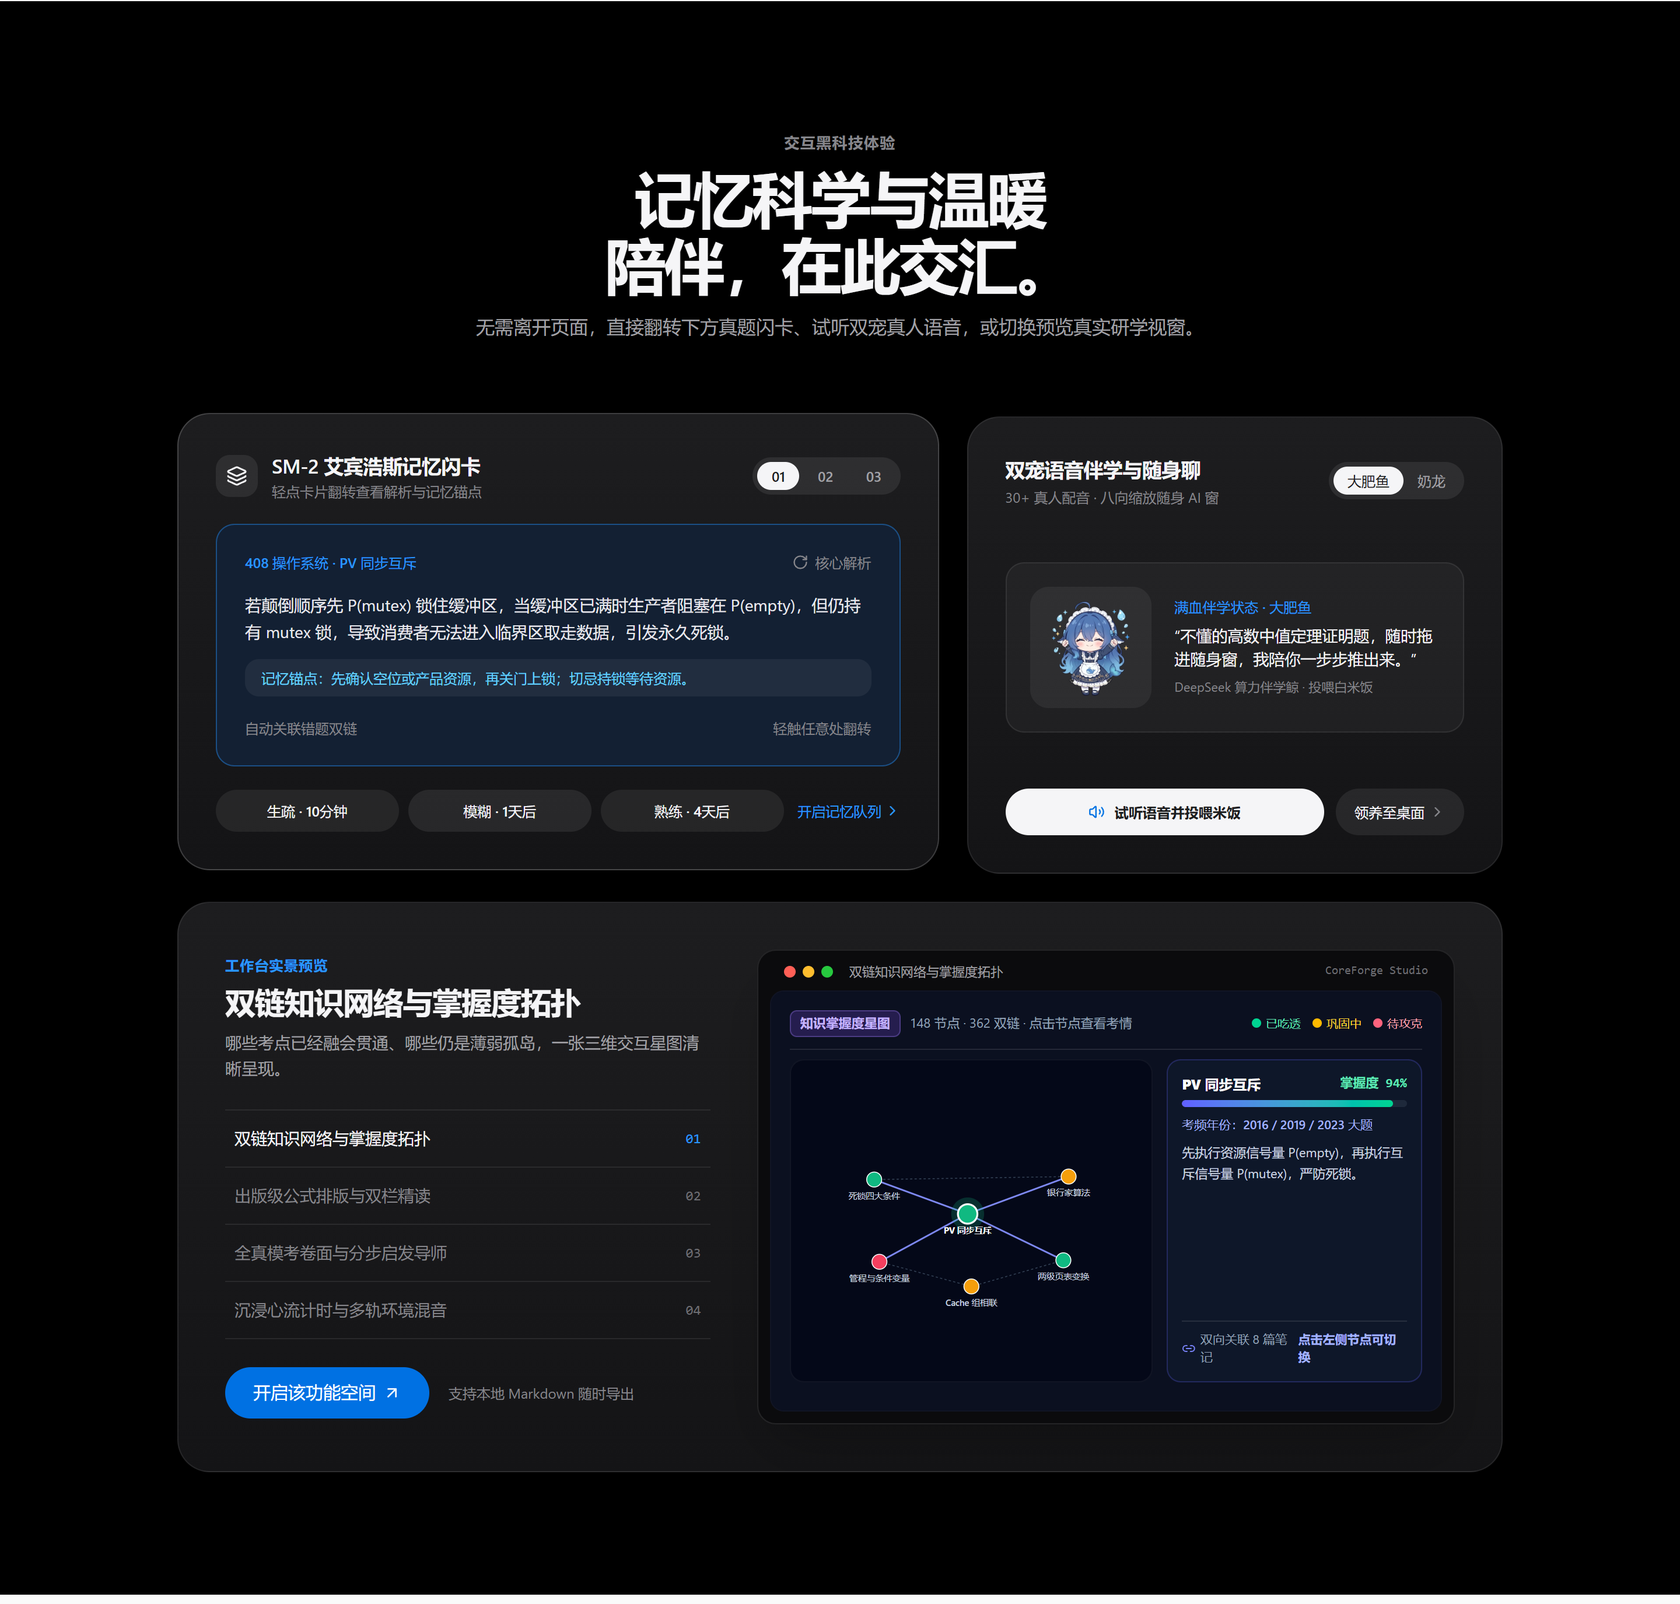 交互黑科技体验
记忆科学与温暖
陪伴，在此交汇。
无需离开页面，直接翻转下方真题闪卡、试听双宠真人语音，或切换预览真实研学视窗。
SM-2 艾宾浩斯记忆闪卡
轻点卡片翻转查看解析与记忆锚点
01 02 03
408 操作系统 · PV 同步互斥
核心解析
若颠倒顺序先 P(mutex) 锁住缓冲区，当缓冲区已满时生产者阻塞在 P(empty)，但仍持
有 mutex 锁，导致消费者无法进入临界区取走数据，引发永久死锁。
记忆锚点：先确认空位或产品资源，再关门上锁；切忌持锁等待资源。
自动关联错题双链
轻触任意处翻转
生疏 · 10分钟
模糊 · 1天后
熟练 · 4天后
开启记忆队列
双宠语音伴学与随身聊
30+ 真人配音 · 八向缩放随身 AI 窗
大肥鱼 奶龙
满血伴学状态 · 大肥鱼
“不懂的高数中值定理证明题，随时拖
进随身窗，我陪你一步步推出来。”
DeepSeek 算力伴学鲸 · 投喂白米饭
试听语音并投喂米饭
领养至桌面
工作台实景预览
双链知识网络与掌握度拓扑
哪些考点已经融会贯通、哪些仍是薄弱孤岛，一张三维交互星图清
晰呈现。
双链知识网络与掌握度拓扑 01
出版级公式排版与双栏精读 02
全真模考卷面与分步启发导师 03
沉浸心流计时与多轨环境混音 04
开启该功能空间
支持本地 Markdown 随时导出
双链知识网络与掌握度拓扑
CoreForge Studio
知识掌握度星图
148 节点 · 362 双链 · 点击节点查看考情
已吃透 巩固中 待攻克
死锁四大条件
银行家算法
PV 同步互斥
管程与条件变量
两级页表变换
Cache 组相联
PV 同步互斥
掌握度 94%
考频年份：2016 / 2019 / 2023 大题
先执行资源信号量 P(empty)，再执行互
斥信号量 P(mutex)，严防死锁。
双向关联 8 篇笔
记
点击左侧节点可切
换